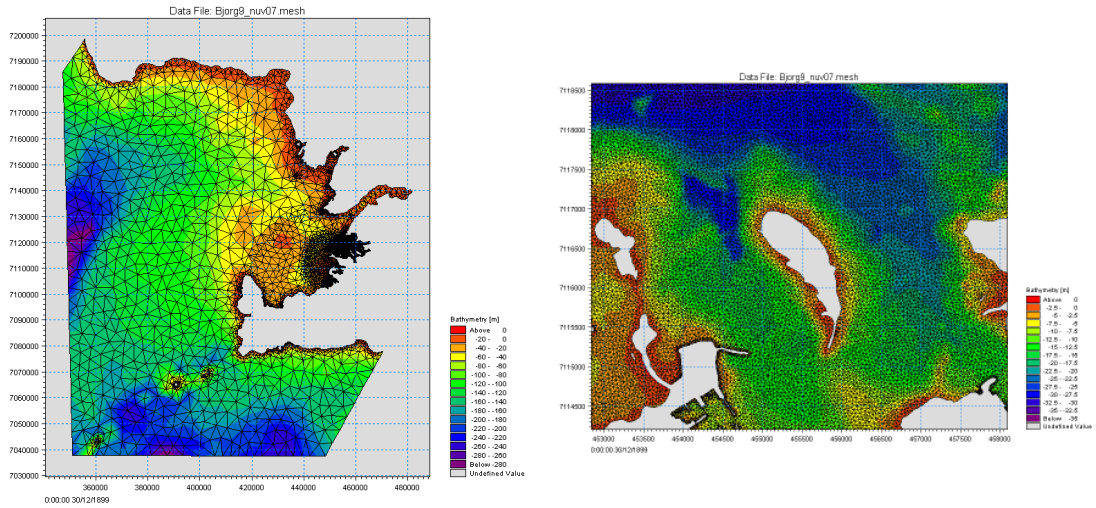 Data File: Bjorg9_nuv07.mesh
7200000
7190000
7180000
7170000
7160000
7150000
7140000
7130000
7120000
7110000
7100000
7090000
7080000
7070000
7060000
7050000
7040000
7030000
360000 380000 400000 420000 440000 460000 480000
0:00:00 30/12/1899
Bathymetry [m]
Above 0
-20 - 0
-40 - -20
-60 - -40
-80 - -60
-100 - -80
-120 - -100
-140 - -120
-160 - -140
-180 - -160
-200 - -180
-220 - -200
-240 - -220
-260 - -240
-280 - -260
Below -280
Undefined Value
Data File: Bjorg9_nuv07.mesh
7118500
7118000
7117500
7117000
7116500
7116000
7115500
7115000
7114500
453000 453500 454000 454500 455000 455500 456000 456500 457000 457500 458000
0:00:00 30/12/1899
Bathymetry [m]
Above 0
-2.5 - 0
-5 - -2.5
-7.5 - -5
-10 - -7.5
-12.5 - -10
-15 - -12.5
-17.5 - -15
-20 - -17.5
-22.5 - -20
-25 - -22.5
-27.5 - -25
-30 - -27.5
-32.5 - -30
-35 - -32.5
Below -35
Undefined Value